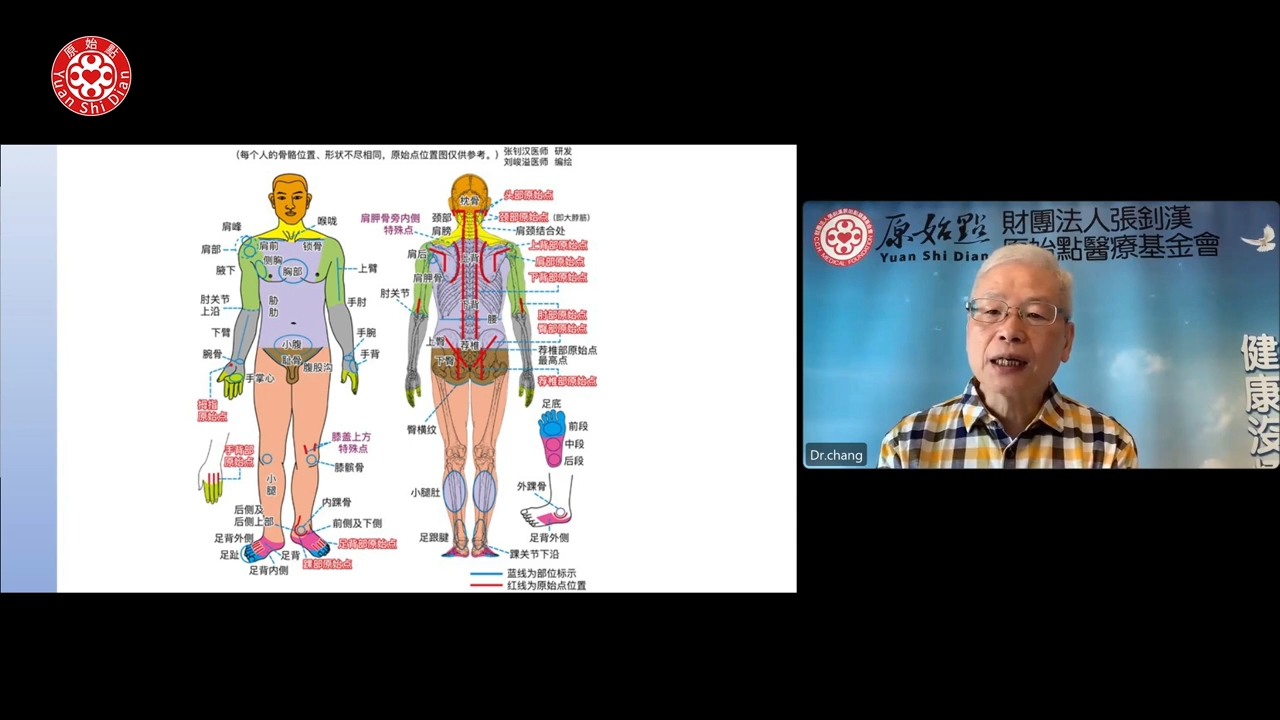 原始點
Yuan Shi Dian
(每个人的骨骼位置、形状不尽相同，原始点位置图仅供参考。)
张钊汉医师 研发
刘峻溢医师 编绘
肩峰
喉咙
肩部
肩前
锁骨
侧胸
腋下
胸部
上臂
肘关节
上沿
肋
肋
手肘
下臂
手腕
小腹
腕骨
耻骨
手背
腹股沟
手掌心
拇指
原始点
手背部
原始点
膝盖上方
特殊点
膝髌骨
小
腿
内踝骨
后侧及
后侧上部
前侧及下侧
足背外侧
足背部原始点
足趾
足背
踝部原始点
足背内侧
枕骨
头部原始点
肩胛骨旁内侧
特殊点
颈部
颈部原始点
(即大脖筋)
肩膀
肩颈结合处
上背部原始点
肩后
上背
肩部原始点
肩胛骨
下背部原始点
肘关节
下背
腰
肘部原始点
臀部原始点
上臀
荐椎
荐椎部原始点
最高点
下臀
荐椎部原始点
臀横纹
足底
前段
中段
后段
小腿肚
外踝骨
足跟腱
足背外侧
踝关节下沿
蓝线为部位标示
红线为原始点位置
原始點
Yuan Shi Dian
財團法人張釗漢
原始點醫療基金會
健
康
沒
Dr.chang